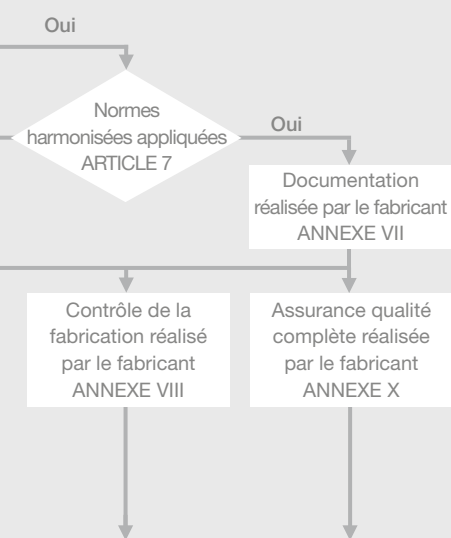 Oui
Normes
harmonisées appliquées
ARTICLE 7
Oui
Documentation
réalisée par le fabricant
ANNEXE VII
Contrôle de la
fabrication réalisé
par le fabricant
ANNEXE VIII
Assurance qualité
complète réalisée
par le fabricant
ANNEXE X